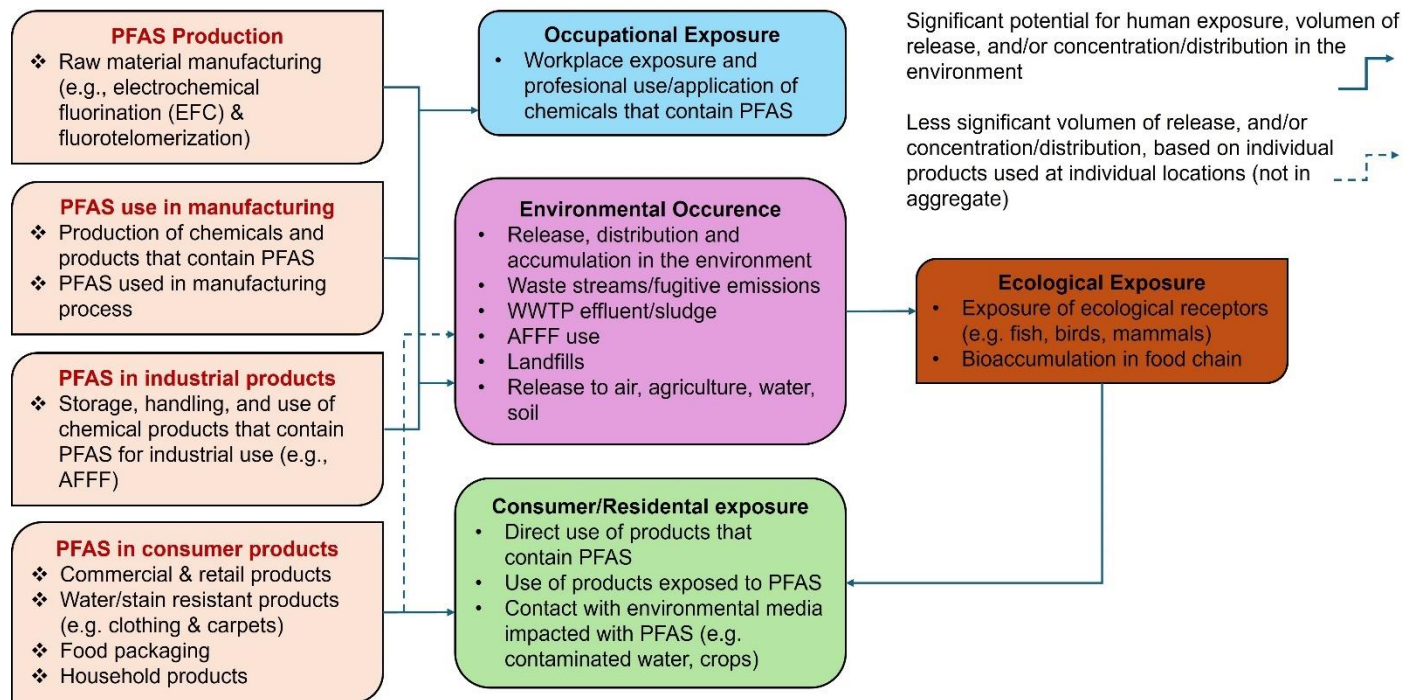 PFAS Production
❖ Raw material manufacturing
(e.g., electrochemical
fluorination (EFC) &
fluorotelomerization)
PFAS use in manufacturing
❖ Production of chemicals and
products that contain PFAS
❖ PFAS used in manufacturing
process
PFAS in industrial products
❖ Storage, handling, and use of
chemical products that contain
PFAS for industrial use (e.g.,
AFFF)
PFAS in consumer products
❖ Commercial & retail products
❖ Water/stain resistant products
(e.g. clothing & carpets)
❖ Food packaging
❖ Household products
Occupational Exposure
• Workplace exposure and
profesional use/application of
chemicals that contain PFAS
Environmental Occurence
• Release, distribution and
accumulation in the environment
• Waste streams/fugitive emissions
• WWTP effluent/sludge
• AFFF use
• Landfills
• Release to air, agriculture, water,
soil
Consumer/Residental exposure
• Direct use of products that
contain PFAS
• Use of products exposed to PFAS
• Contact with environmental media
impacted with PFAS (e.g.
contaminated water, crops)
Significant potential for human exposure, volumen of
release, and/or concentration/distribution in the
environment
Less significant volumen of release, and/or
concentration/distribution, based on individual
products used at individual locations (not in
aggregate)
Ecological Exposure
• Exposure of ecological receptors
(e.g. fish, birds, mammals)
• Bioaccumulation in food chain